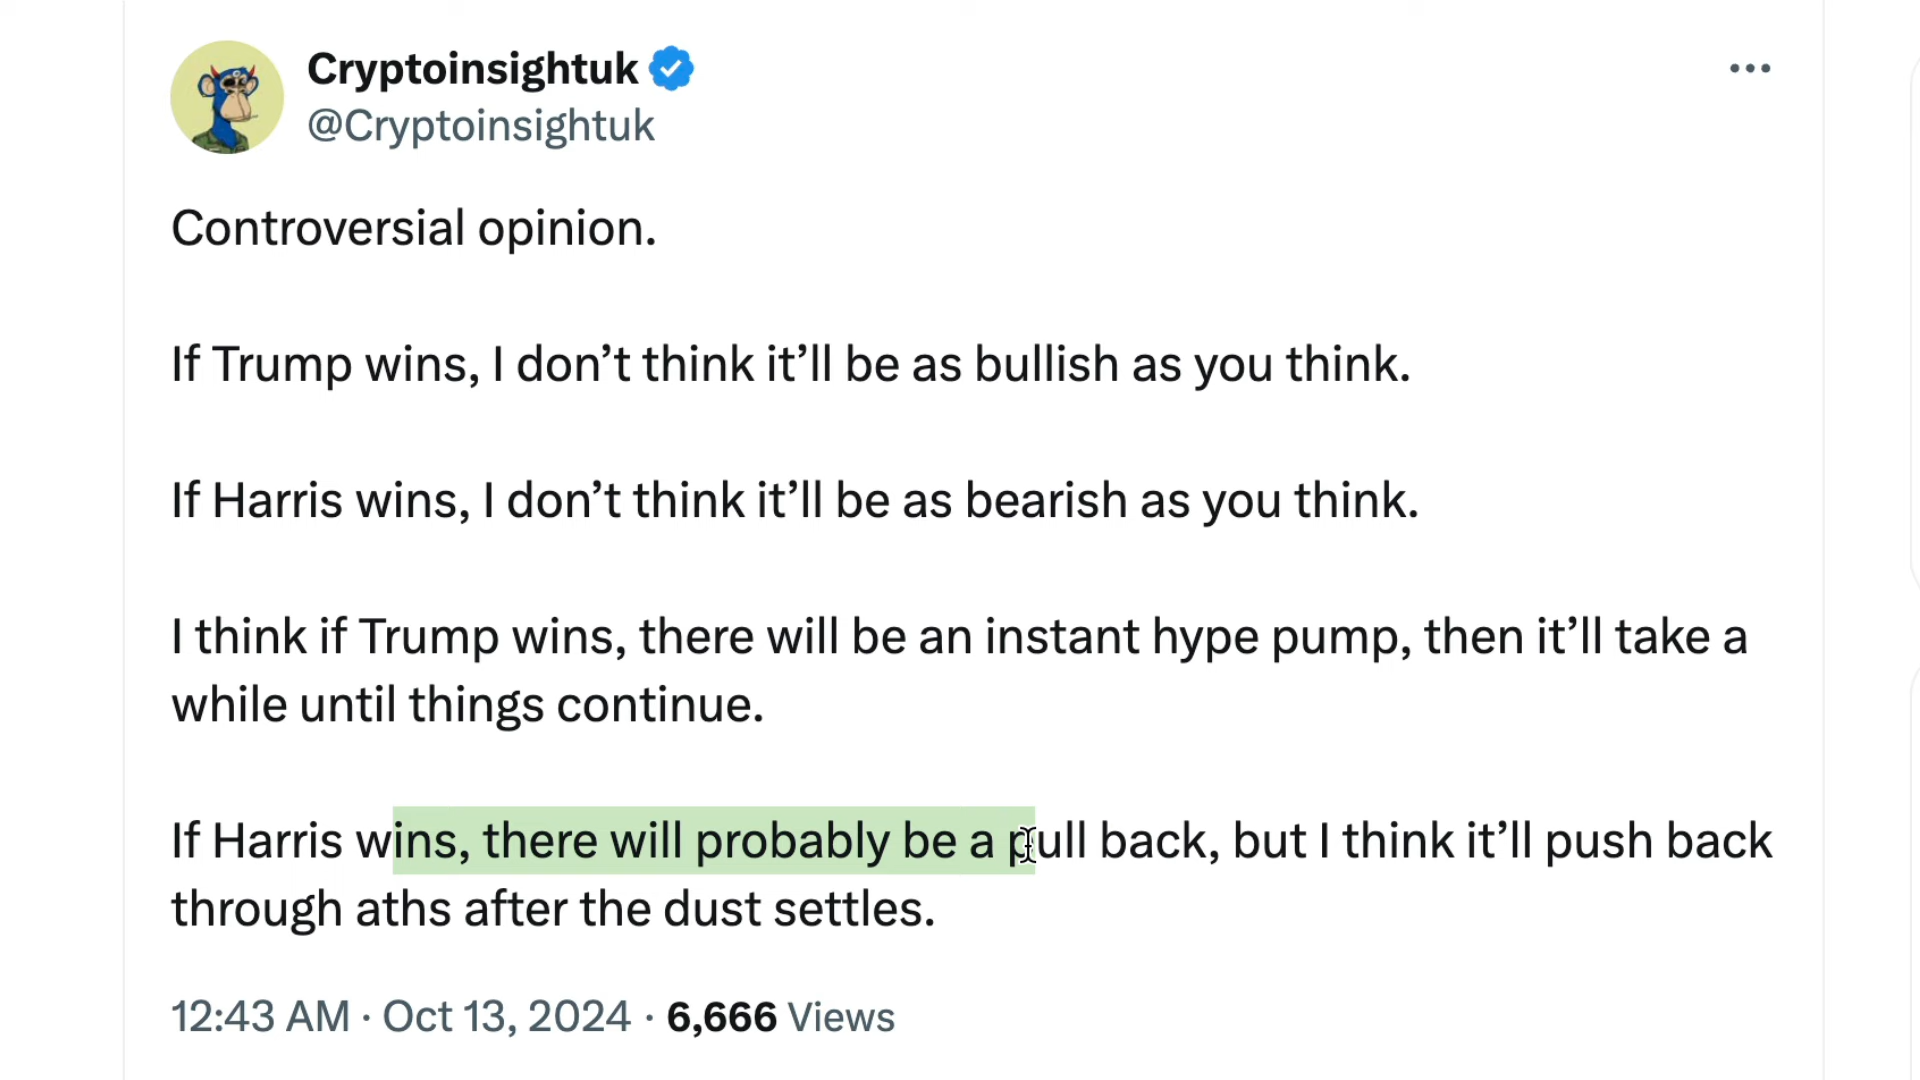 Cryptoinsightuk
@Cryptoinsightuk
Controversial opinion.
If Trump wins, I don’t think it’ll be as bullish as you think.
If Harris wins, I don’t think it’ll be as bearish as you think.
I think if Trump wins, there will be an instant hype pump, then it’ll take a
while until things continue.
If Harris wins, there will probably be a pull back, but I think it’ll push back
through aths after the dust settles.
12:43 AM · Oct 13, 2024 · 6,666 Views